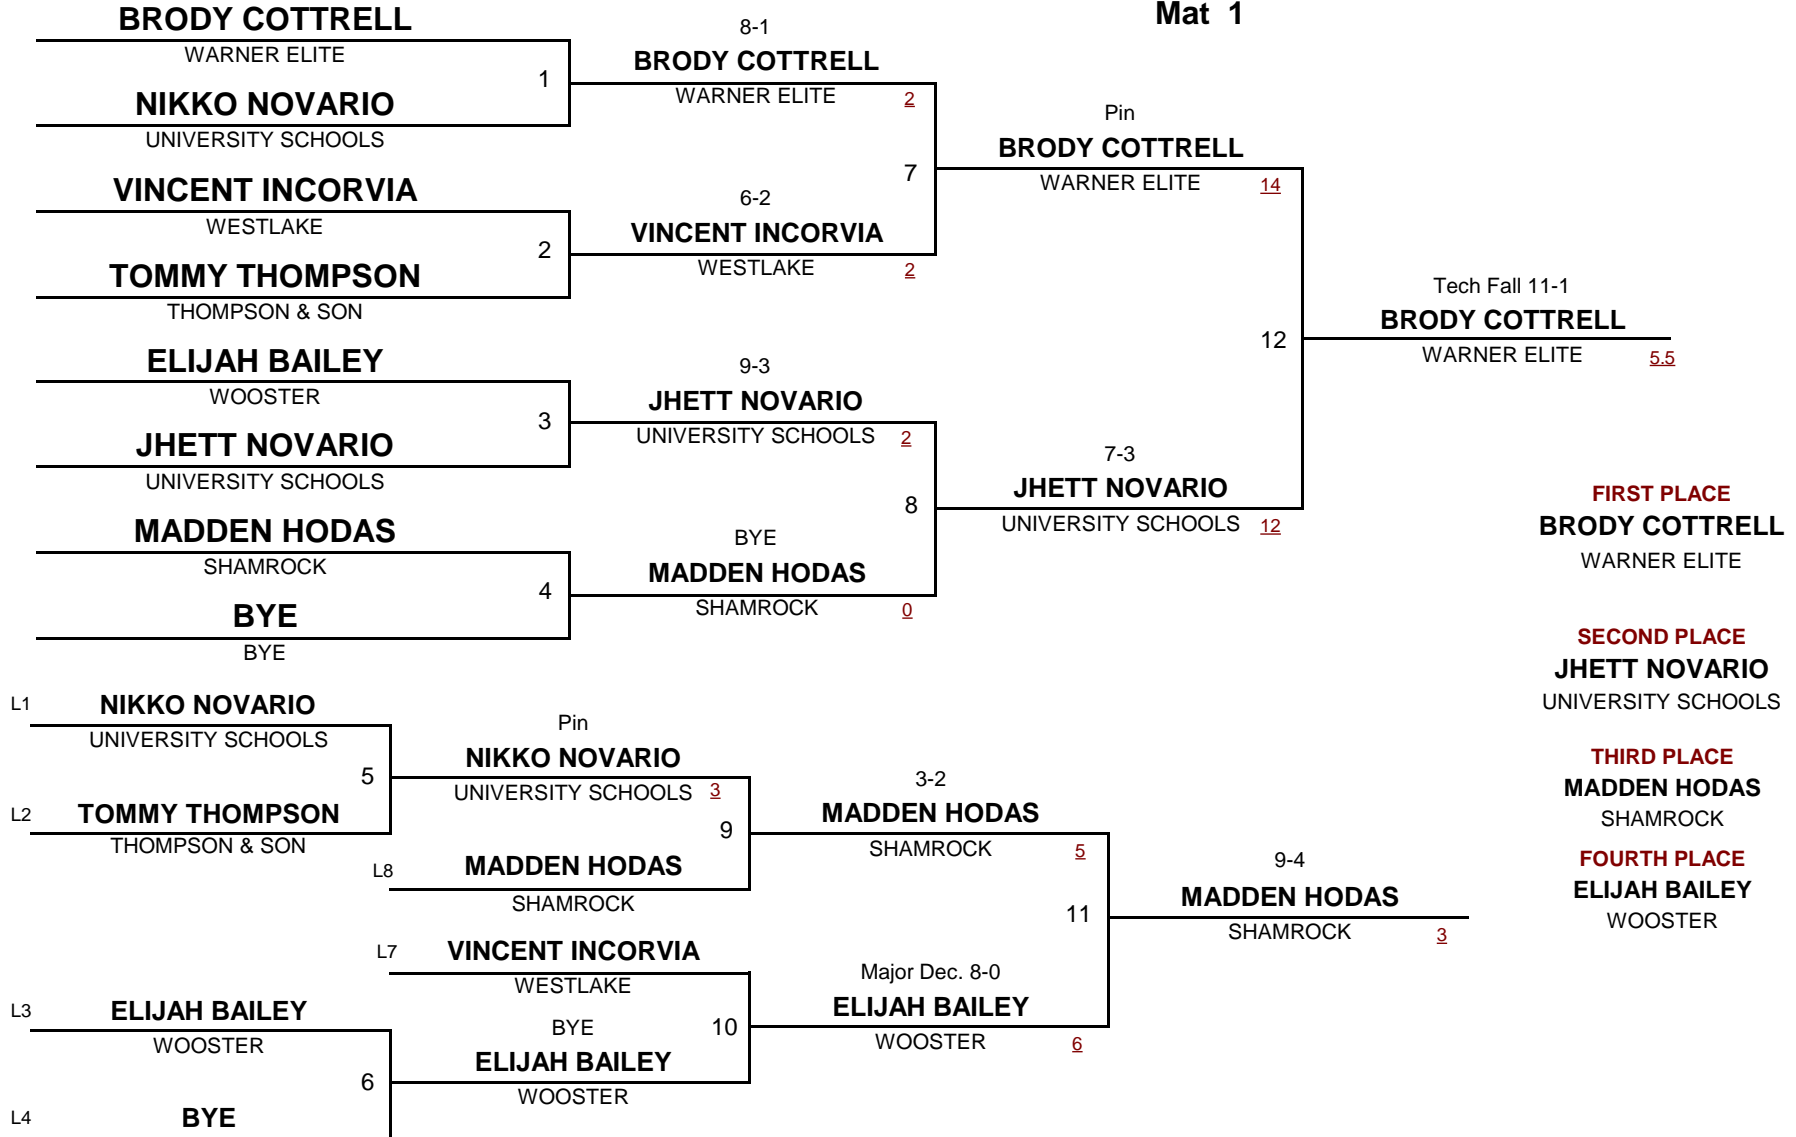 Mat 1
BRODY COTTRELL
WARNER ELITE
1
NIKKO NOVARIO
UNIVERSITY SCHOOLS
8-1
BRODY COTTRELL
WARNER ELITE 2
VINCENT INCORVIA
WESTLAKE
2
TOMMY THOMPSON
THOMPSON & SON
6-2
VINCENT INCORVIA
WESTLAKE 2
7
Pin
BRODY COTTRELL
WARNER ELITE 14
ELIJAH BAILEY
WOOSTER
3
JHETT NOVARIO
UNIVERSITY SCHOOLS
9-3
JHETT NOVARIO
UNIVERSITY SCHOOLS 2
MADDEN HODAS
SHAMROCK
4
BYE
BYE
BYE
MADDEN HODAS
SHAMROCK 0
8
7-3
JHETT NOVARIO
UNIVERSITY SCHOOLS 12
12
Tech Fall 11-1
BRODY COTTRELL
WARNER ELITE 5.5
FIRST PLACE
BRODY COTTRELL
WARNER ELITE
SECOND PLACE
JHETT NOVARIO
UNIVERSITY SCHOOLS
THIRD PLACE
MADDEN HODAS
SHAMROCK
FOURTH PLACE
ELIJAH BAILEY
WOOSTER
L1 NIKKO NOVARIO
UNIVERSITY SCHOOLS
5
L2 TOMMY THOMPSON
THOMPSON & SON
Pin
NIKKO NOVARIO
UNIVERSITY SCHOOLS 3
9
L8 MADDEN HODAS
SHAMROCK
3-2
MADDEN HODAS
SHAMROCK 5
L7 VINCENT INCORVIA
WESTLAKE
L3 ELIJAH BAILEY
WOOSTER
6
L4 BYE
BYE
ELIJAH BAILEY
WOOSTER
10
Major Dec. 8-0
ELIJAH BAILEY
WOOSTER 6
11
9-4
MADDEN HODAS
SHAMROCK 3